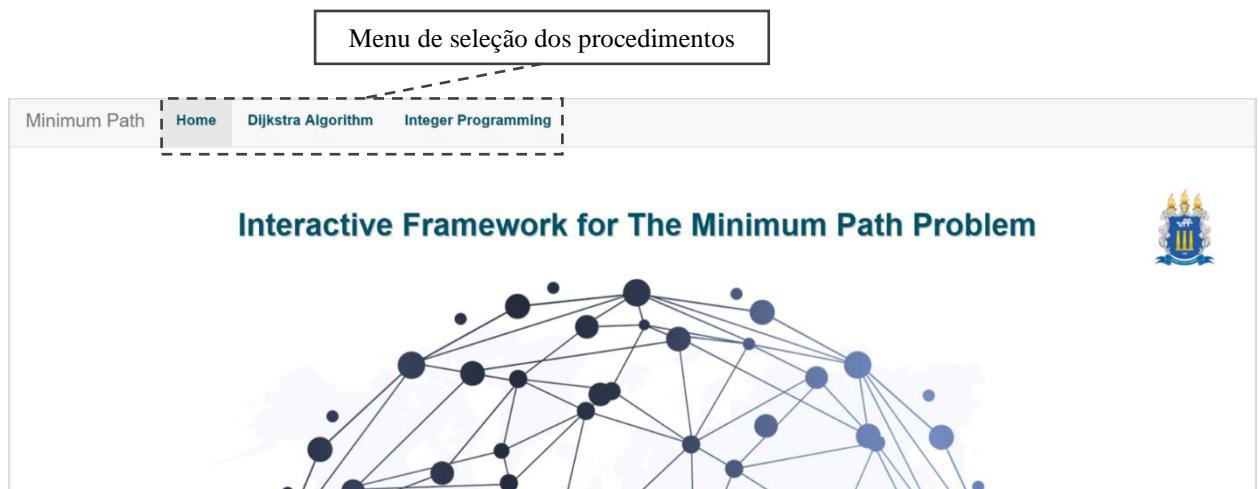 Menu de seleção dos procedimentos
Minimum Path Home Dijkstra Algorithm Integer Programming
Interactive Framework for The Minimum Path Problem
uff